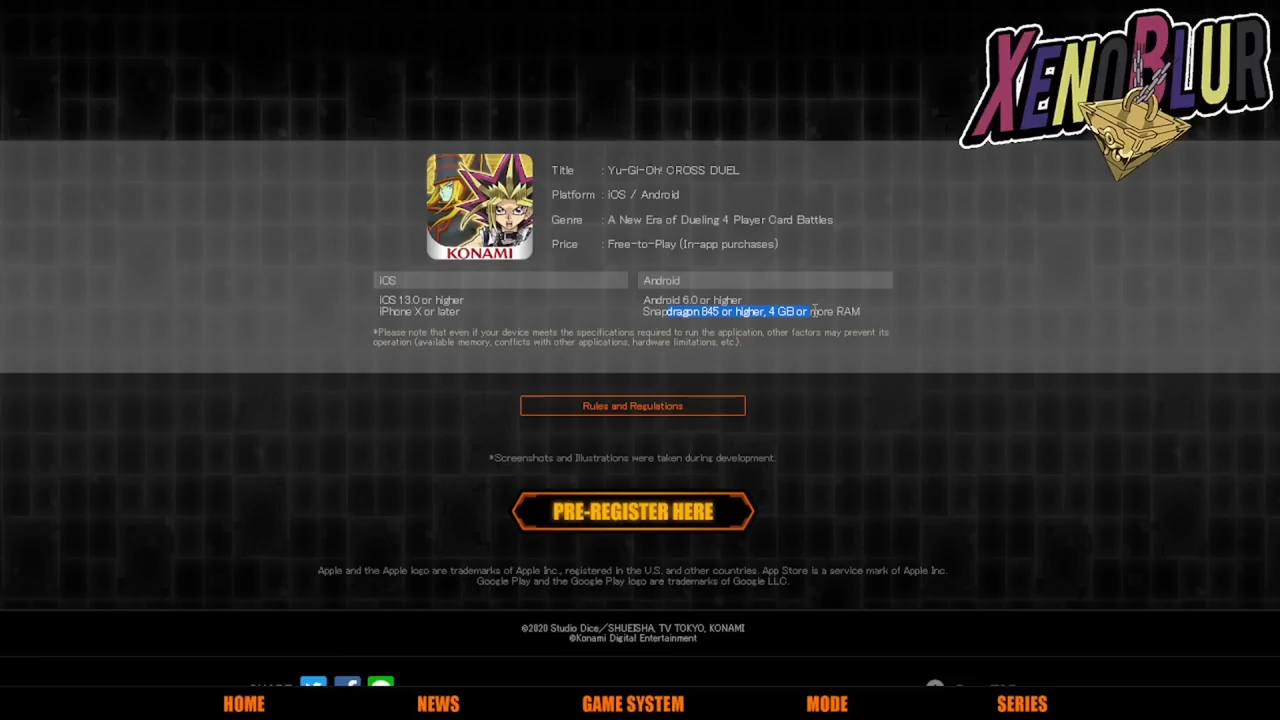 XENOBLUR
Title : Yu-Gi-Oh! CROSS DUEL
Platform : iOS / Android
Genre : A New Era of Dueling 4 Player Card Battles
Price : Free-to-Play (In-app purchases)
KONAMI
iOS
iOS 13.0 or higher
iPhone X or later
Android
Android 6.0 or higher
Snapdragon 845 or higher, 4 GB or more RAM
*Please note that even if your device meets the specifications required to run the application, other factors may prevent its
operation (available memory, conflicts with other applications, hardware limitations, etc.).
Rules and Regulations
*Screenshots and Illustrations were taken during development.
PRE-REGISTER HERE
Apple and the Apple logo are trademarks of Apple Inc., registered in the U.S. and other countries. App Store is a service mark of Apple Inc.
Google Play and the Google Play logo are trademarks of Google LLC.
©2020 Studio Dice/SHUEISHA, TV TOKYO, KONAMI
©Konami Digital Entertainment
HOME NEWS GAME SYSTEM MODE SERIES